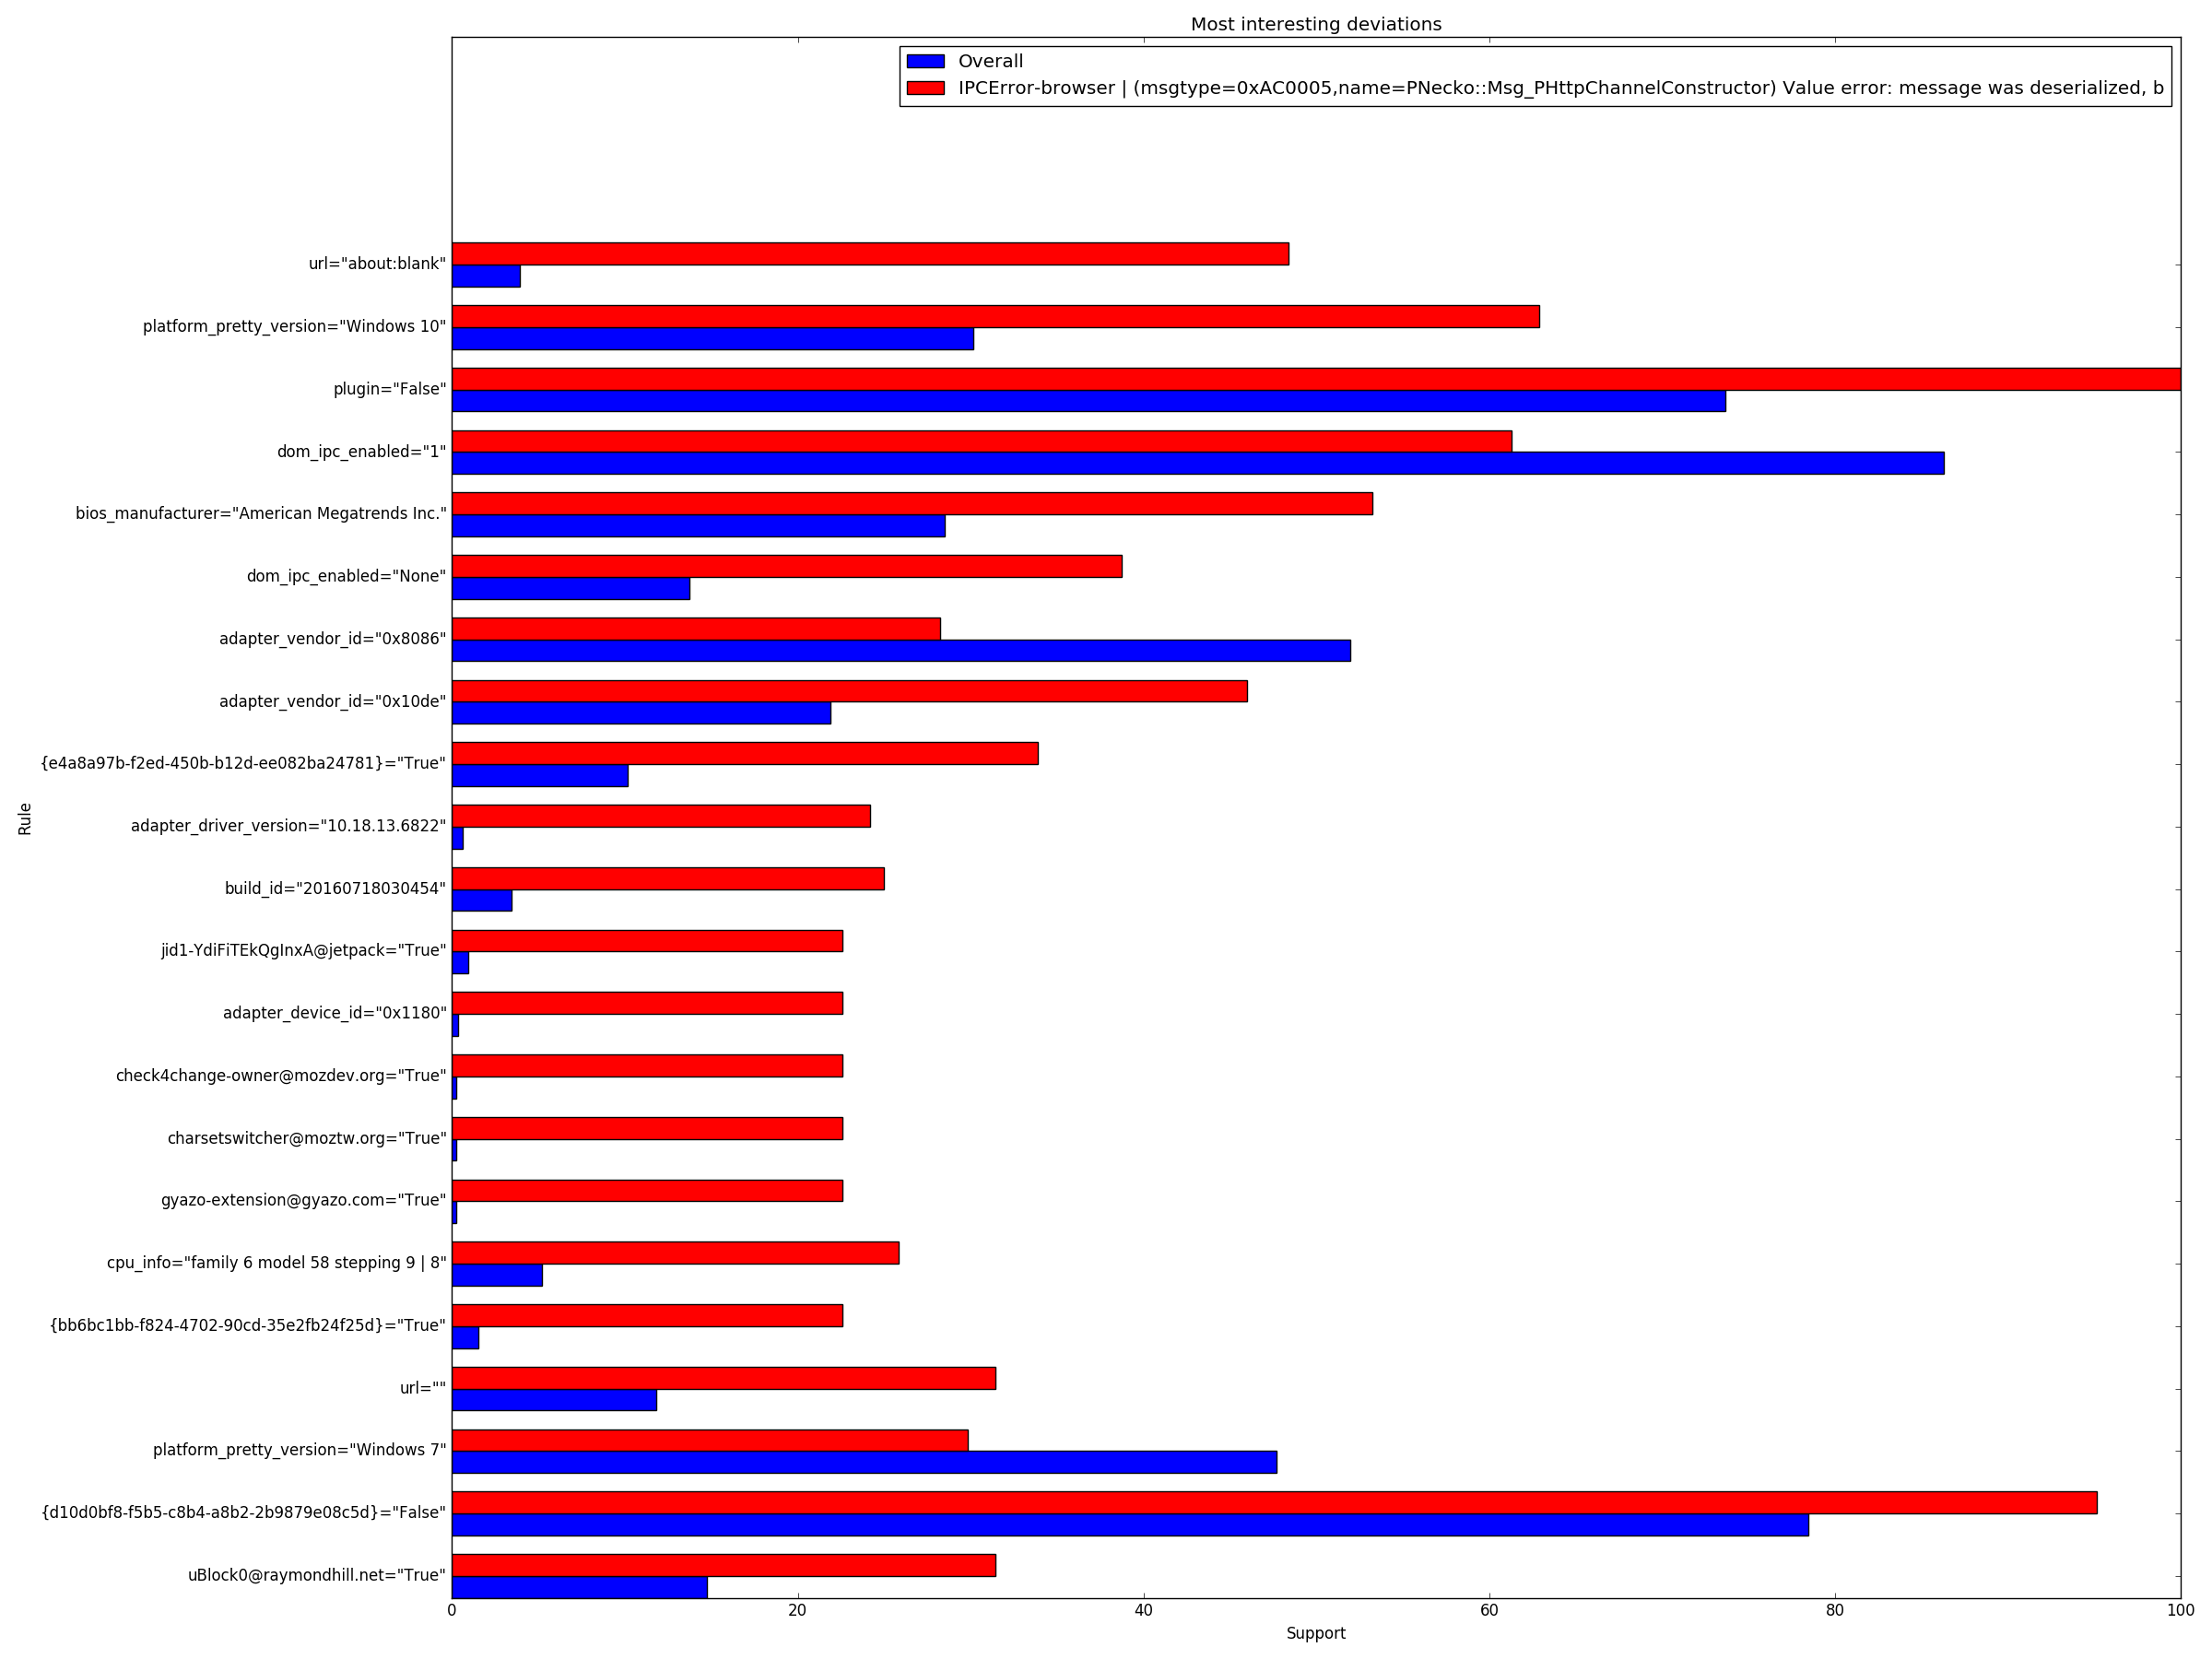 Most interesting deviations
Overall
IPCError-browser | (msgtype=0xAC0005,name=PNecko::Msg_PHttpChannelConstructor) Value error: message was deserialized, b
url="about:blank"
platform_pretty_version="Windows 10"
plugin="False"
dom_ipc_enabled="1"
bios_manufacturer="American Megatrends Inc."
dom_ipc_enabled="None"
adapter_vendor_id="0x8086"
adapter_vendor_id="0x10de"
{e4a8a97b-f2ed-450b-b12d-ee082ba24781}="True"
adapter_driver_version="10.18.13.6822"
build_id="20160718030454"
jid1-YdiFiTEkQgInxA@jetpack="True"
adapter_device_id="0x1180"
check4change-owner@mozdev.org="True"
charsetswitcher@moztw.org="True"
gyazo-extension@gyazo.com="True"
cpu_info="family 6 model 58 stepping 9 | 8"
{bb6bc1bb-f824-4702-90cd-35e2fb24f25d}="True"
url=""
platform_pretty_version="Windows 7"
{d10d0bf8-f5b5-c8b4-a8b2-2b9879e08c5d}="False"
uBlock0@raymondhill.net="True"
Rule
0 20 40 60 80 100
Support